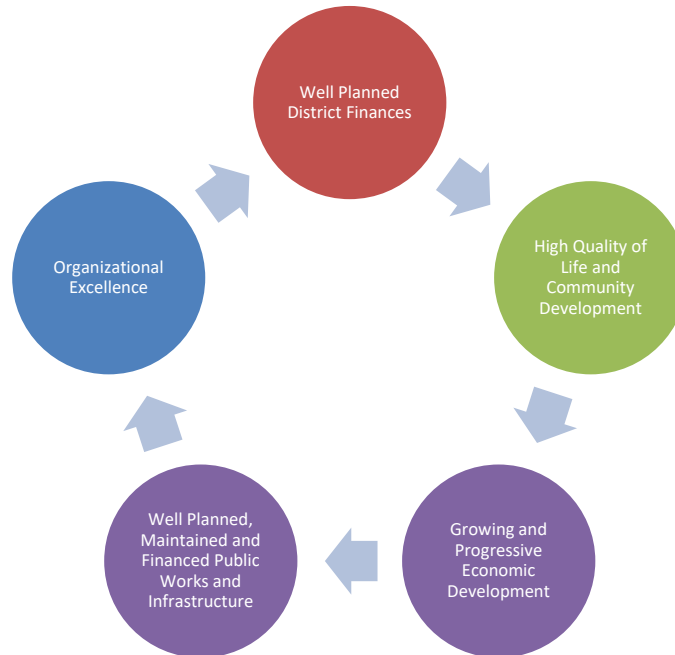 Well Planned
District Finances
High Quality of
Life and
Community
Development
Growing and
Progressive
Economic
Development
Well Planned,
Maintained and
Financed Public
Works and
Infrastructure
Organizational
Excellence